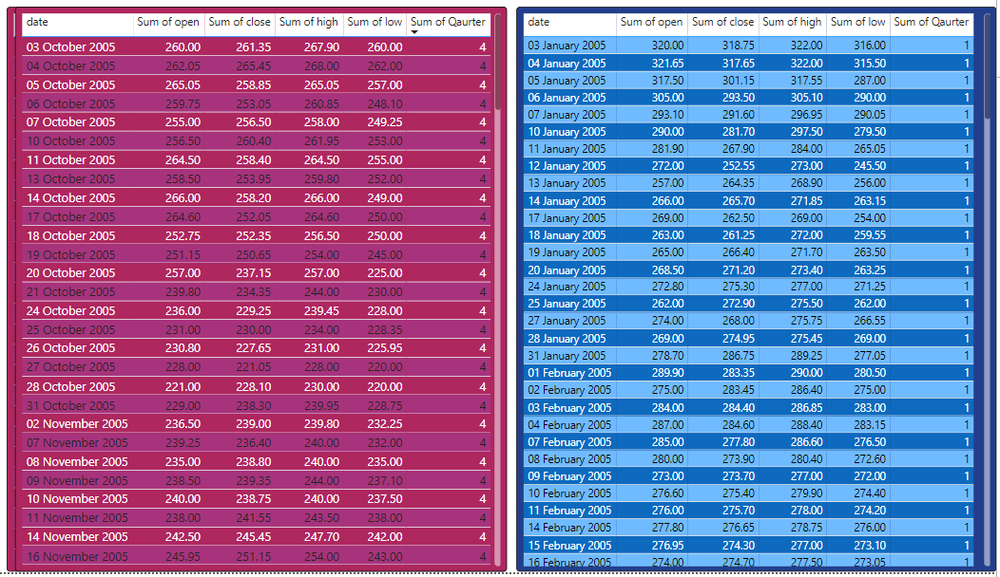 date Sum of open Sum of close Sum of high Sum of low Sum of Qaurter
03 October 2005 260.00 261.35 267.90 260.00 4
04 October 2005 262.05 265.45 268.00 262.00 4
05 October 2005 265.05 258.85 265.05 257.00 4
06 October 2005 259.75 253.05 260.85 248.10 4
07 October 2005 255.00 256.50 258.00 249.25 4
10 October 2005 256.50 260.40 261.95 253.00 4
11 October 2005 264.50 258.40 264.50 255.00 4
13 October 2005 258.50 253.95 259.80 252.00 4
14 October 2005 266.00 258.20 266.00 249.00 4
17 October 2005 264.60 252.05 264.60 250.00 4
18 October 2005 252.75 252.35 256.50 250.00 4
19 October 2005 251.15 250.65 254.00 245.00 4
20 October 2005 257.00 237.15 257.00 225.00 4
21 October 2005 239.80 234.35 244.00 230.00 4
24 October 2005 236.00 229.25 239.45 228.00 4
25 October 2005 231.00 230.00 234.00 228.35 4
26 October 2005 230.80 227.65 231.00 225.95 4
27 October 2005 228.00 221.05 228.00 220.00 4
28 October 2005 221.00 228.10 230.00 220.00 4
31 October 2005 229.00 238.30 239.95 228.75 4
02 November 2005 236.50 239.00 239.80 232.25 4
07 November 2005 239.25 236.40 240.00 232.00 4
08 November 2005 235.00 238.80 240.00 235.00 4
09 November 2005 238.50 239.35 244.00 237.10 4
10 November 2005 240.00 238.75 240.00 237.50 4
11 November 2005 238.00 241.55 243.50 238.00 4
14 November 2005 242.50 245.45 247.70 242.00 4
16 November 2005 245.95 251.15 254.00 243.00 4
date Sum of open Sum of close Sum of high Sum of low Sum of Qaurter
03 January 2005 320.00 318.75 322.00 316.00 1
04 January 2005 321.65 317.65 322.00 315.50 1
05 January 2005 317.50 301.15 317.55 287.00 1
06 January 2005 305.00 293.50 305.10 290.00 1
07 January 2005 293.10 291.60 296.95 290.05 1
10 January 2005 290.00 281.70 297.50 279.50 1
11 January 2005 281.90 267.90 284.00 265.05 1
12 January 2005 272.00 252.55 273.00 245.50 1
13 January 2005 257.00 264.35 268.90 256.00 1
14 January 2005 266.00 265.70 271.85 263.15 1
17 January 2005 269.00 262.50 269.00 254.00 1
18 January 2005 263.00 261.25 272.00 259.55 1
19 January 2005 265.00 266.40 271.70 263.50 1
20 January 2005 268.50 271.20 273.40 263.25 1
24 January 2005 272.80 275.30 277.00 271.25 1
25 January 2005 262.00 272.90 275.50 262.00 1
27 January 2005 274.00 268.00 275.75 266.55 1
28 January 2005 269.00 274.95 275.45 269.00 1
31 January 2005 278.70 286.75 289.25 277.05 1
01 February 2005 289.90 283.35 290.00 280.50 1
02 February 2005 275.00 283.45 286.40 275.00 1
03 February 2005 284.00 284.40 286.85 283.00 1
04 February 2005 287.00 284.60 288.40 283.15 1
07 February 2005 285.00 277.80 286.60 276.50 1
08 February 2005 280.00 273.90 280.40 272.60 1
09 February 2005 273.00 273.70 277.00 272.00 1
10 February 2005 276.60 275.40 279.90 274.40 1
11 February 2005 276.00 275.70 278.00 274.20 1
14 February 2005 277.80 276.65 278.75 276.00 1
15 February 2005 276.95 274.30 277.00 273.10 1
16 February 2005 274.00 274.70 277.50 273.05 1